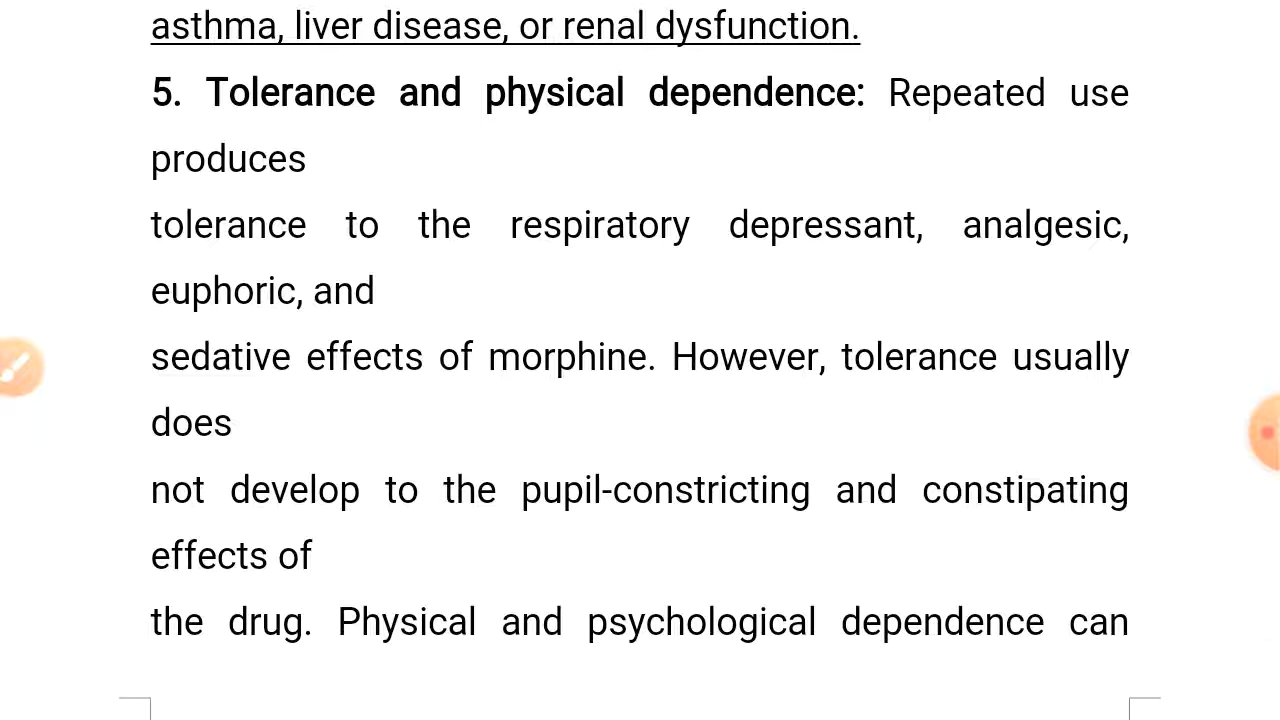 asthma, liver disease, or renal dysfunction.
5. Tolerance and physical dependence: Repeated use
produces
tolerance to the respiratory depressant, analgesic,
euphoric, and
sedative effects of morphine. However, tolerance usually
does
not develop to the pupil-constricting and constipating
effects of
the drug. Physical and psychological dependence can